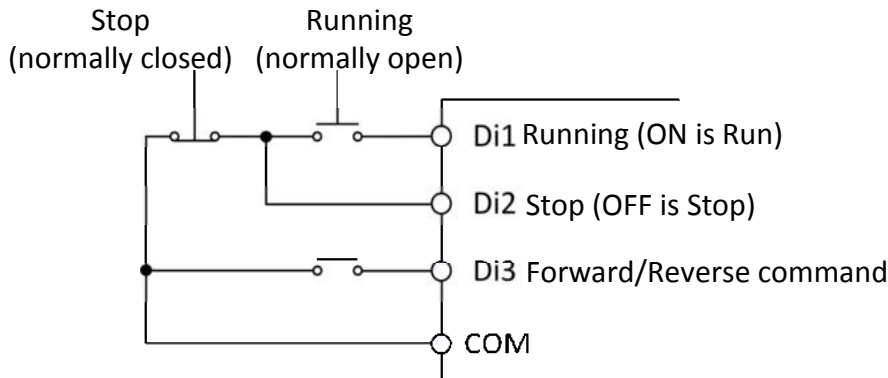 Stop
(normally closed)
Running
(normally open)
Di1 Running (ON is Run)
Di2 Stop (OFF is Stop)
Di3 Forward/Reverse command
COM